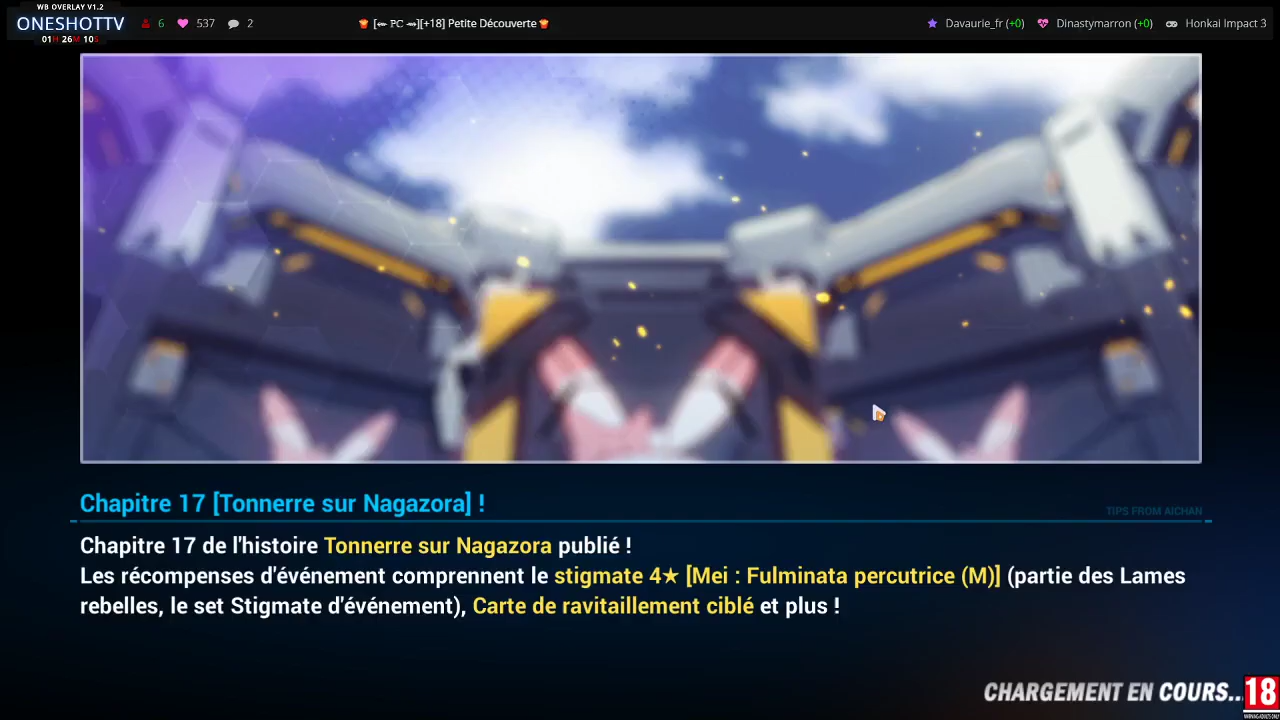 WB OVERLAY V1.2
ONESHOTTV
01H 26M 10S
6 537 2
[⇜ PC ⇝][+18] Petite Découverte
Davaurie_fr (+0) Dinastymarron (+0) Honkai Impact 3
Chapitre 17 [Tonnerre sur Nagazora] !
TIPS FROM AICHAN
Chapitre 17 de l'histoire Tonnerre sur Nagazora publié !
Les récompenses d'événement comprennent le stigmate 4★ [Mei : Fulminata percutrice (M)] (partie des Lames
rebelles, le set Stigmate d'événement), Carte de ravitaillement ciblé et plus !
CHARGEMENT EN COURS..
18